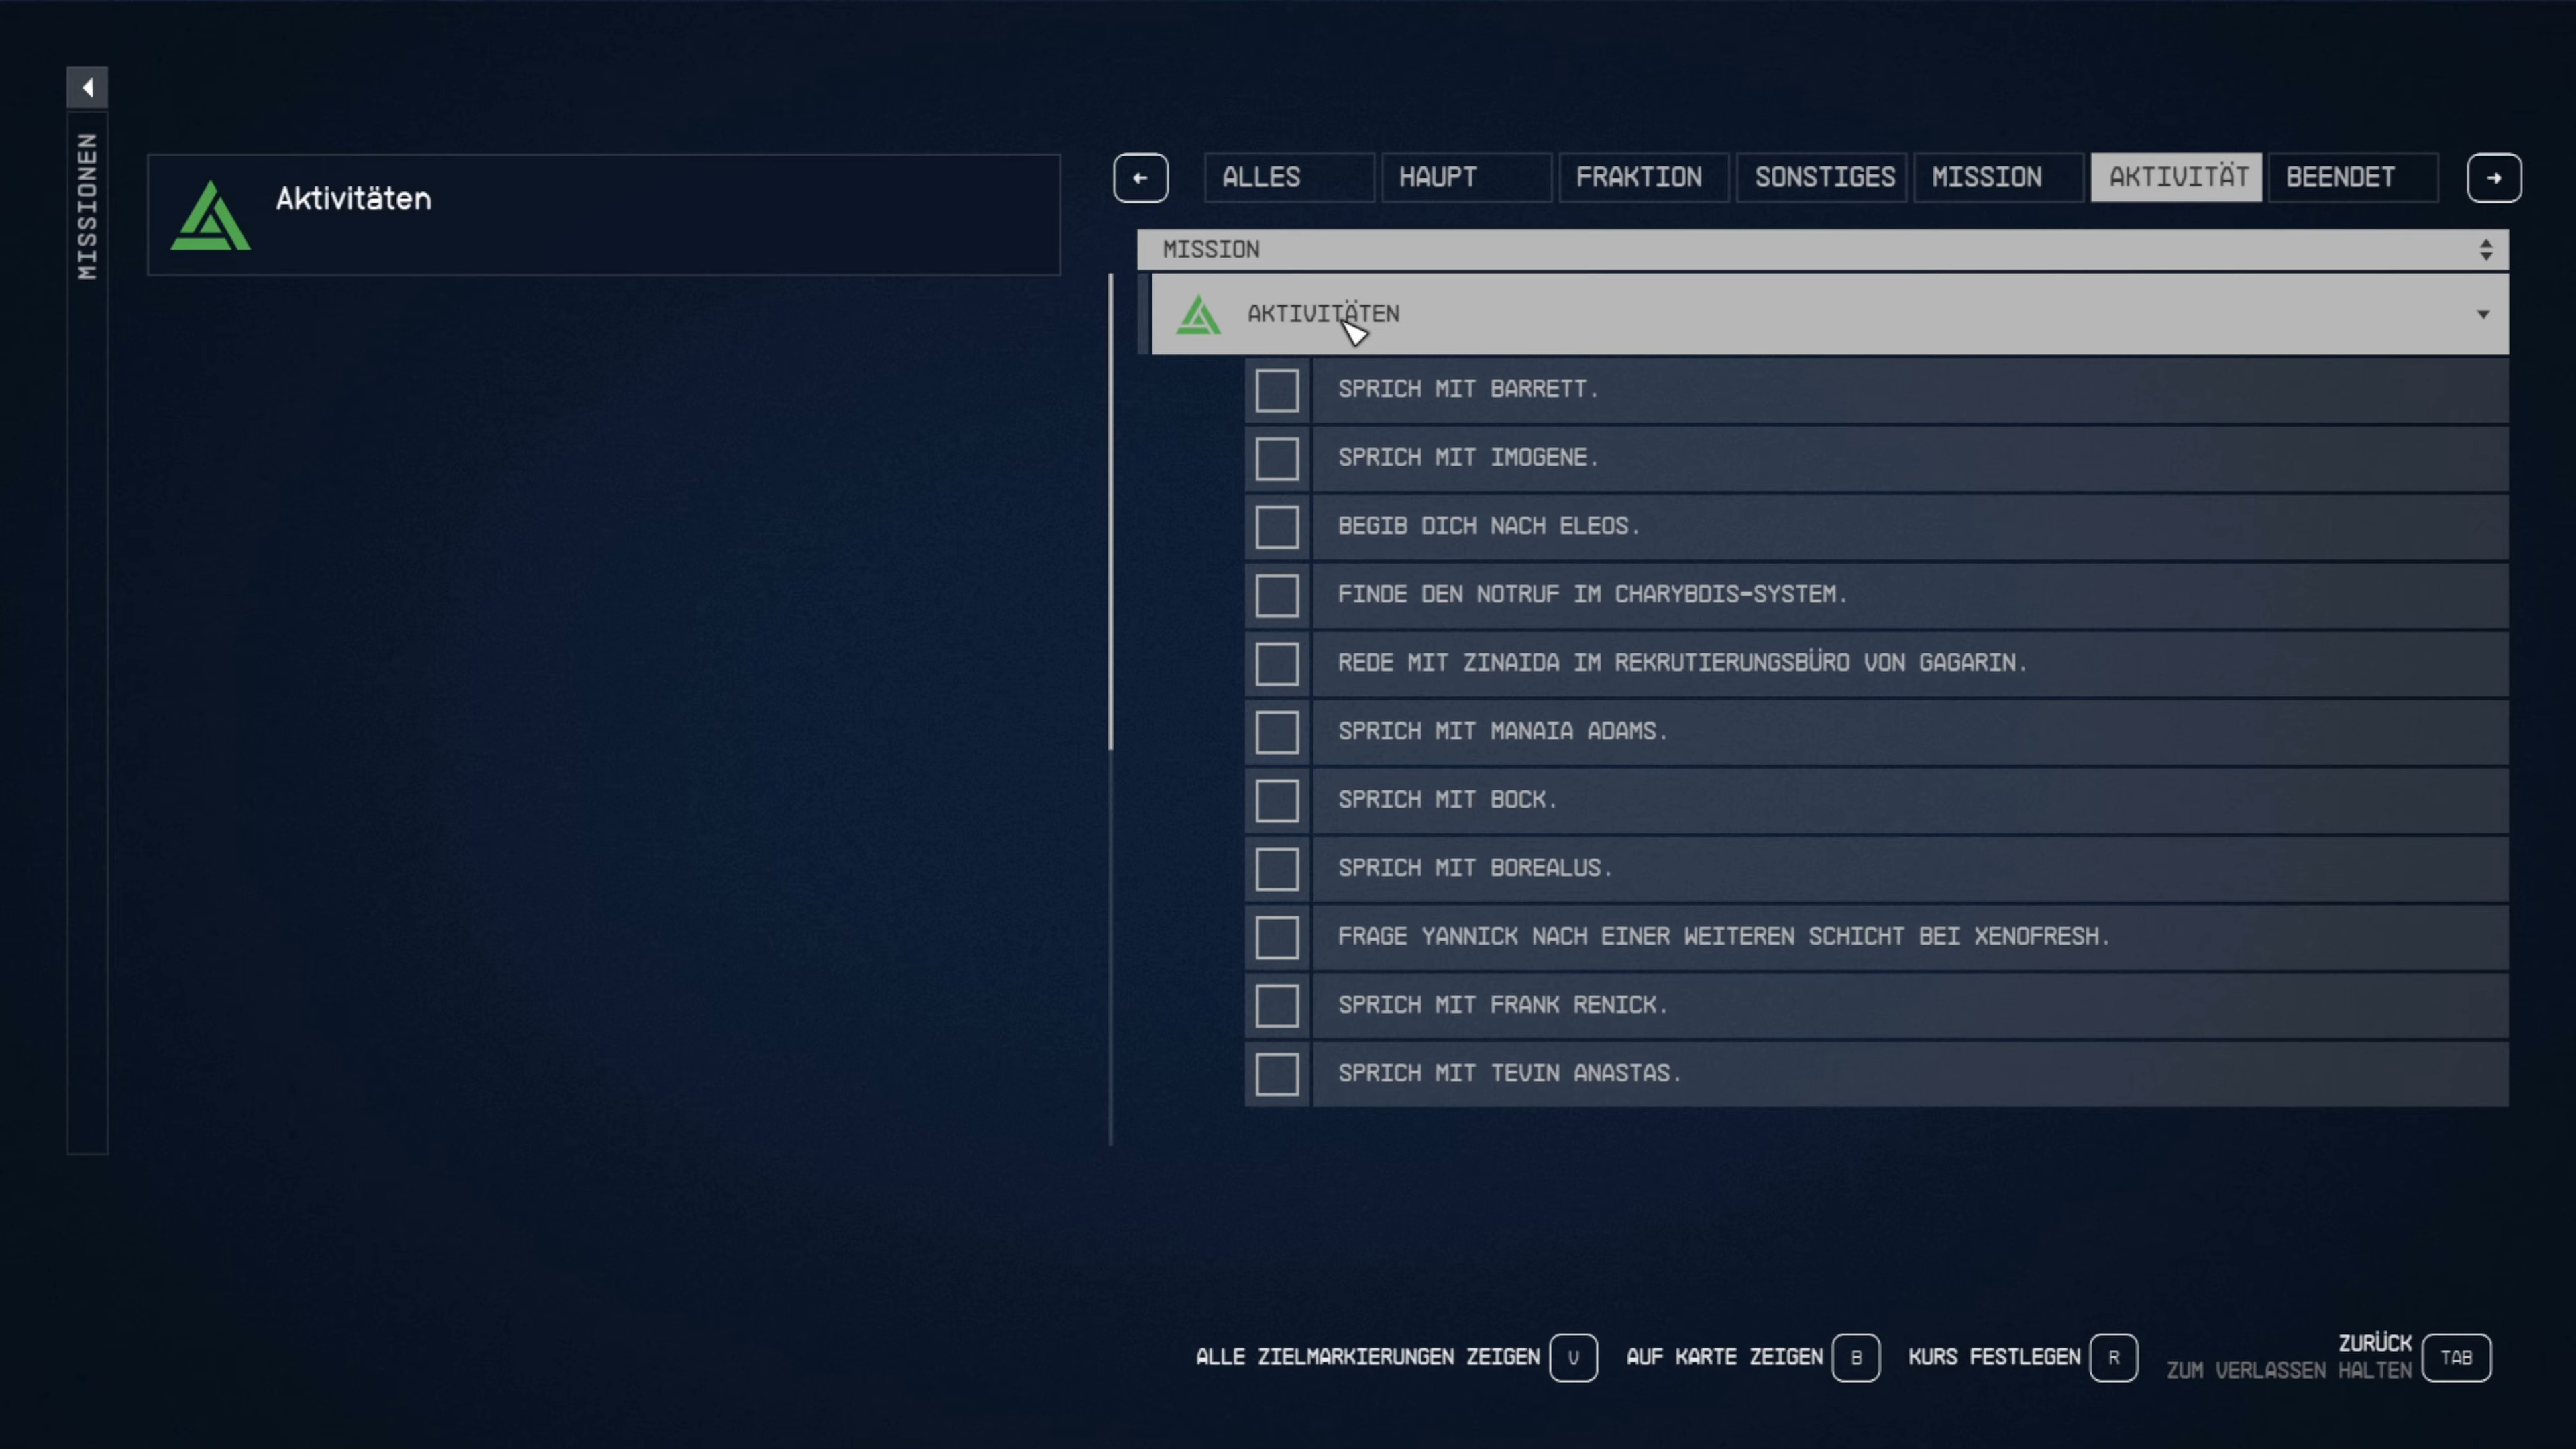 MISSIONEN
Aktivitäten
ALLES
HAUPT
FRAKTION
SONSTIGES
MISSION
AKTIVITÄT
BEENDET
MISSION
AKTIVITÄTEN
SPRICH MIT BARRETT.
SPRICH MIT IMOGENE.
BEGIB DICH NACH ELEOS.
FINDE DEN NOTRUF IM CHARYBDIS-SYSTEM.
REDE MIT ZINAIDA IM REKRUTIERUNGSBÜRO VON GAGARIN.
SPRICH MIT MANAIA ADAMS.
SPRICH MIT BOCK.
SPRICH MIT BOREALUS.
FRAGE YANNICK NACH EINER WEITEREN SCHICHT BEI XENOFRESH.
SPRICH MIT FRANK RENICK.
SPRICH MIT TEVIN ANASTAS.
ALLE ZIELMARKIERUNGEN ZEIGEN V
AUF KARTE ZEIGEN B
KURS FESTLEGEN R
ZURÜCK
ZUM VERLASSEN HALTEN TAB